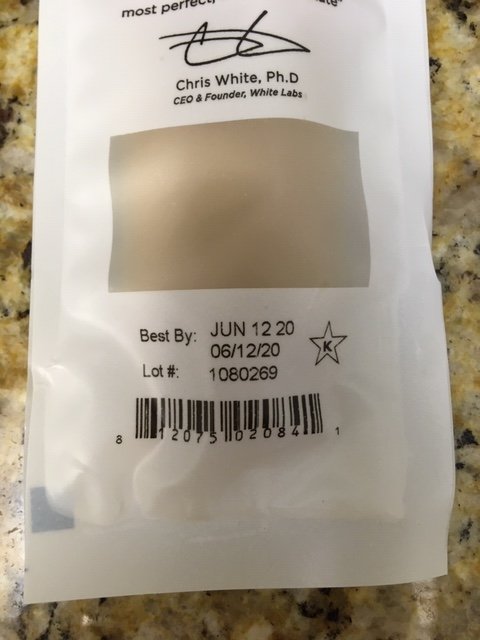 most perfect,
Chris White, Ph.D
CEO & Founder, White Labs
Best By: JUN 12 20
06/12/20
K
Lot #: 1080269
8 12075 02084 1